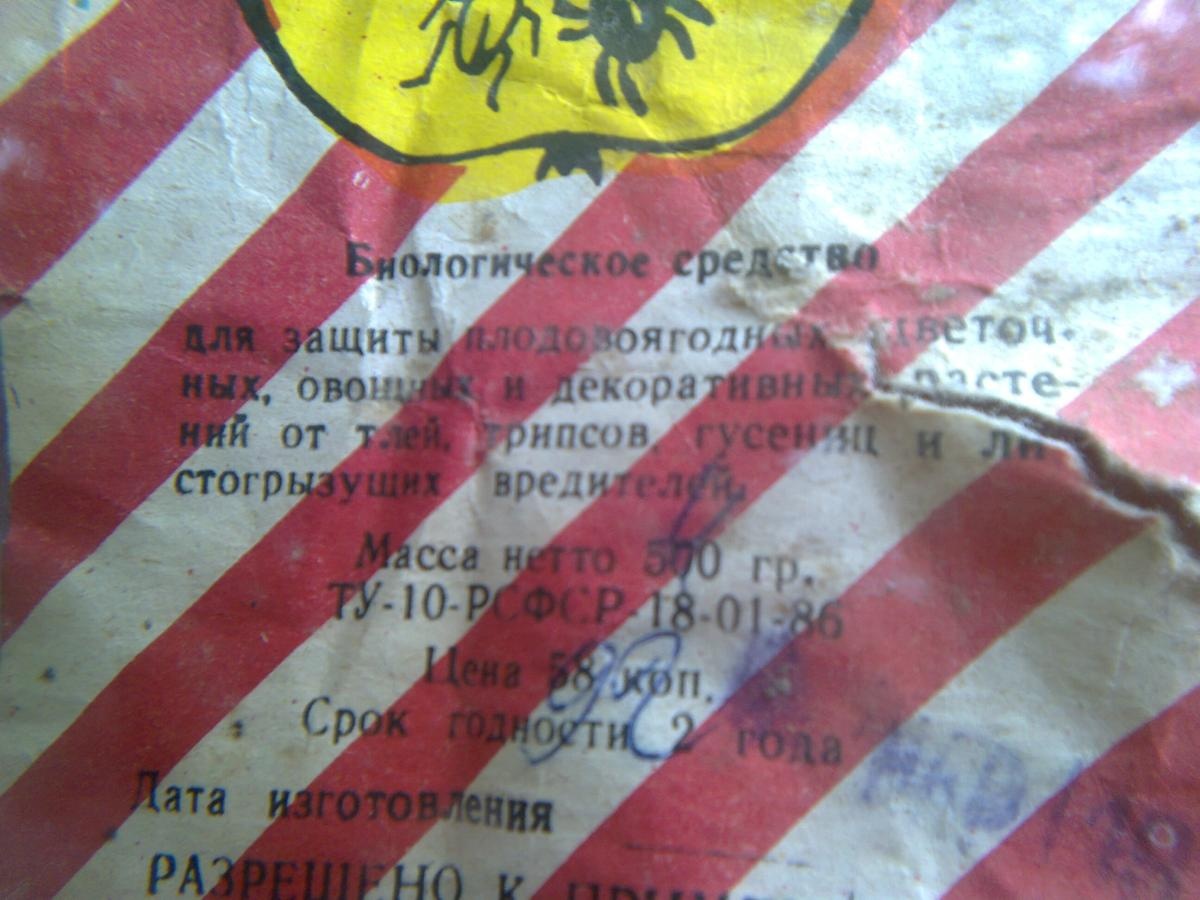 Биологическое средство
для защиты плодовоягодных, цветоч-
ных, овощных и декоративных расте-
ний от тлей, трипсов, гусениц и ли-
стогрызущих вредителей.
Масса нетто 500 гр.
ТУ-10-РСФСР-18-01-86
Цена 58 коп.
Срок годности 2 года
Дата изготовления
РАЗРЕШЕНО К